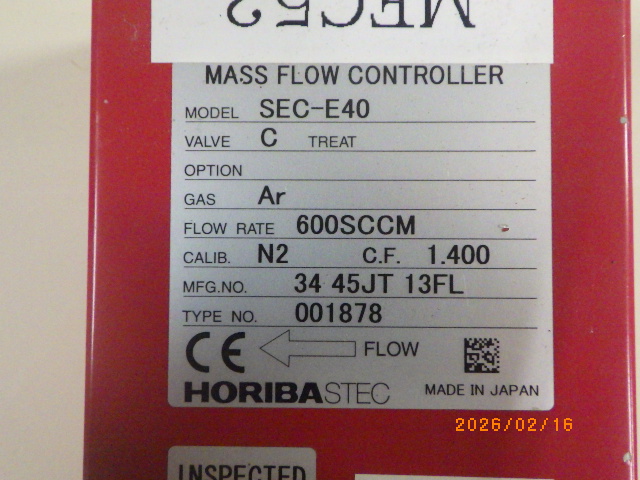 MFC52
MASS FLOW CONTROLLER
MODEL SEC-E40
VALVE C TREAT
OPTION
GAS Ar
FLOW RATE 600SCCM
CALIB. N2 C.F. 1.400
MFG.NO. 34 45JT 13FL
TYPE NO. 001878
CE FLOW
HORIBASTEC MADE IN JAPAN
2026/02/16
INSPECTED